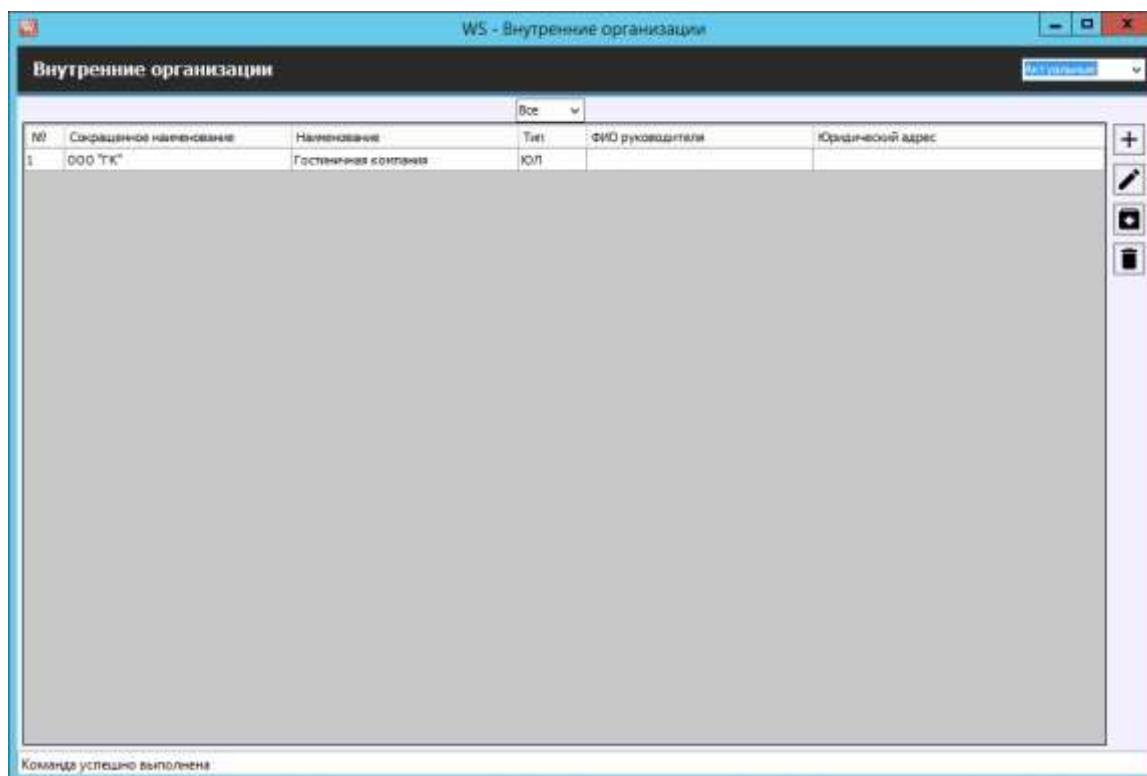 WS - Внутренние организации
Внутренние организации
Актуальные
Все
№ Сокращенное наименование Наименование Тип ФИО руководителя Юридический адрес
1 ООО "ГК" Гостиничная компания ЮЛ
Команда успешно выполнена